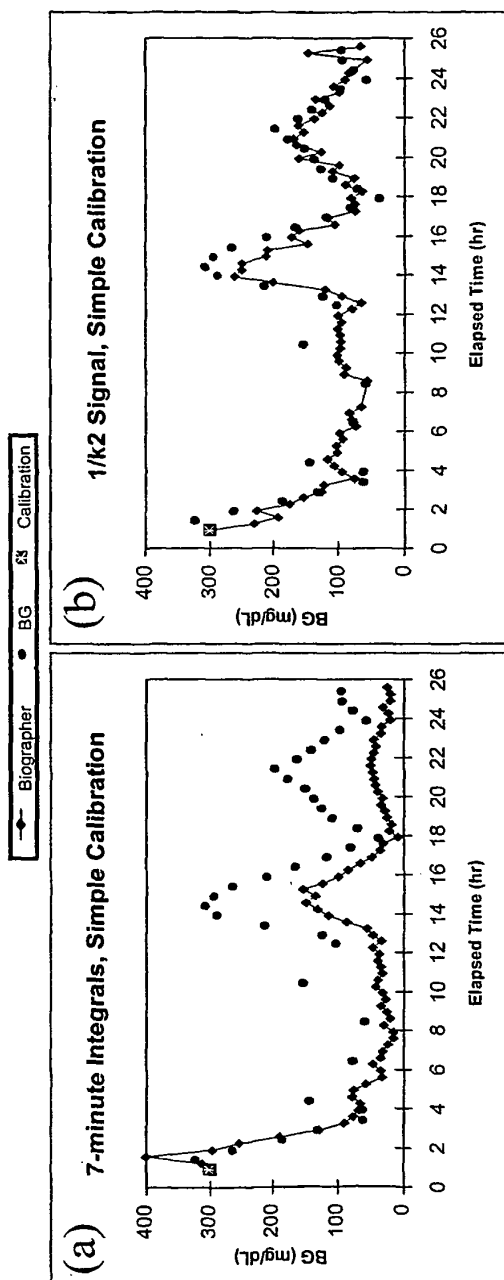 Biographer BG Calibration
(a)
7-minute Integrals, Simple Calibration
BG (mg/dL)
400
300
200
100
0
0 2 4 6 8 10 12 14 16 18 20 22 24 26
Elapsed Time (hr)
(b)
1/k2 Signal, Simple Calibration
BG (mg/dL)
400
300
200
100
0
0 2 4 6 8 10 12 14 16 18 20 22 24 26
Elapsed Time (hr)